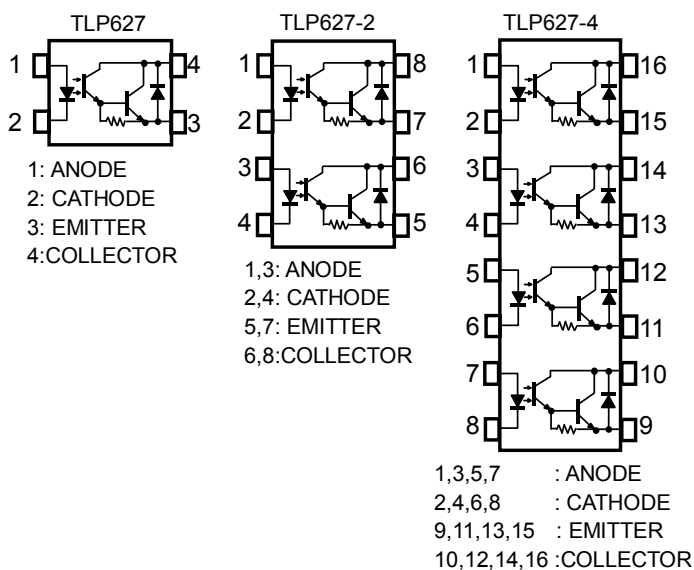 TLP627
1 4
2 3
1: ANODE
2: CATHODE
3: EMITTER
4:COLLECTOR
TLP627-2
1 8
2 7
3 6
4 5
1,3: ANODE
2,4: CATHODE
5,7: EMITTER
6,8:COLLECTOR
TLP627-4
1 16
2 15
3 14
4 13
5 12
6 11
7 10
8 9
1,3,5,7 : ANODE
2,4,6,8 : CATHODE
9,11,13,15 : EMITTER
10,12,14,16 :COLLECTOR